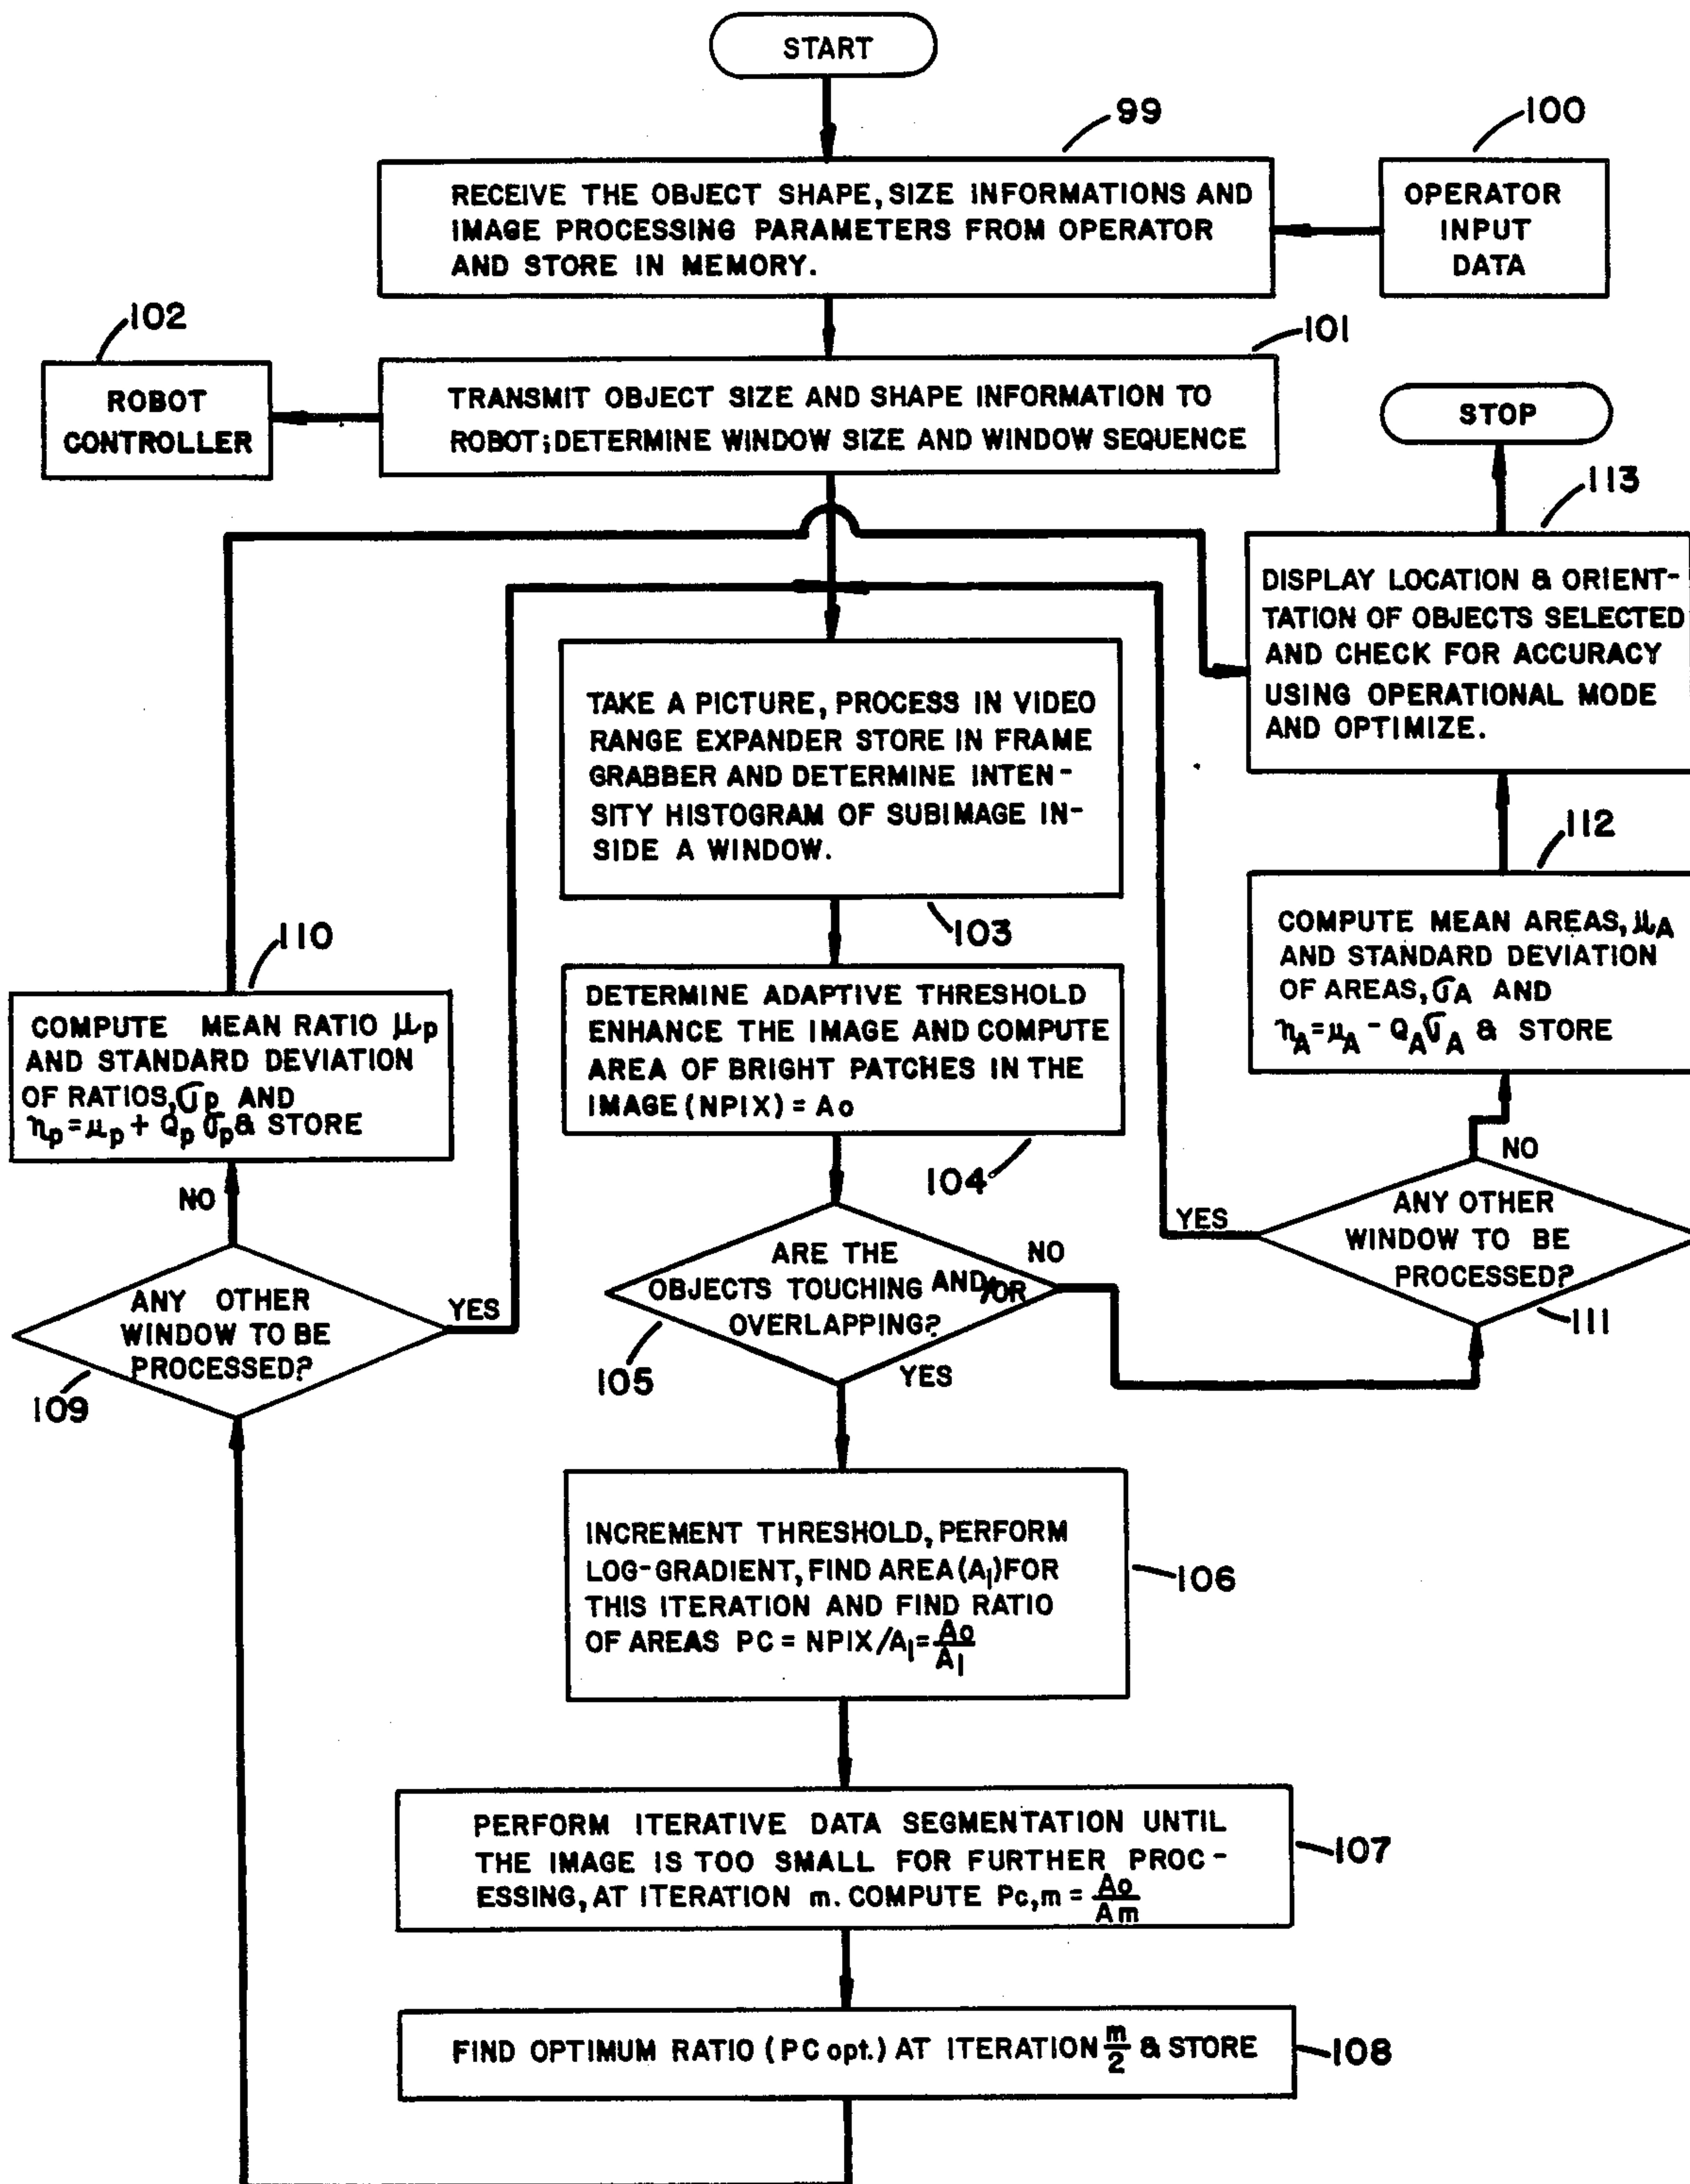 START
99
100
RECEIVE THE OBJECT SHAPE, SIZE INFORMATIONS AND
IMAGE PROCESSING PARAMETERS FROM OPERATOR
AND STORE IN MEMORY.
OPERATOR
INPUT
DATA
102
101
ROBOT
CONTROLLER
TRANSMIT OBJECT SIZE AND SHAPE INFORMATION TO
ROBOT; DETERMINE WINDOW SIZE AND WINDOW SEQUENCE
STOP
113
DISPLAY LOCATION & ORIENT-
TATION OF OBJECTS SELECTED
AND CHECK FOR ACCURACY
USING OPERATIONAL MODE
AND OPTIMIZE.
TAKE A PICTURE, PROCESS IN VIDEO
RANGE EXPANDER STORE IN FRAME
GRABBER AND DETERMINE INTEN-
SITY HISTOGRAM OF SUBIMAGE IN-
SIDE A WINDOW.
103
112
COMPUTE MEAN AREAS, μA
AND STANDARD DEVIATION
OF AREAS, σA AND
ηA = μA - QAσA & STORE
110
COMPUTE MEAN RATIO μp
AND STANDARD DEVIATION
OF RATIOS, σp AND
ηp = μp + Qp σp & STORE
DETERMINE ADAPTIVE THRESHOLD
ENHANCE THE IMAGE AND COMPUTE
AREA OF BRIGHT PATCHES IN THE
IMAGE (NPIX) = Ao
104
NO
NO
YES
ANY OTHER
WINDOW TO BE
PROCESSED?
111
ARE THE
OBJECTS TOUCHING AND/OR
OVERLAPPING?
NO
105
YES
ANY OTHER
WINDOW TO BE
PROCESSED?
YES
109
INCREMENT THRESHOLD, PERFORM
LOG-GRADIENT, FIND AREA (A1) FOR
THIS ITERATION AND FIND RATIO
OF AREAS PC = NPIX/A1 = Ao/A1
106
PERFORM ITERATIVE DATA SEGMENTATION UNTIL
THE IMAGE IS TOO SMALL FOR FURTHER PROC-
ESSING, AT ITERATION m. COMPUTE Pc,m = Ao/Am
107
FIND OPTIMUM RATIO (PC opt.) AT ITERATION m/2 & STORE
108